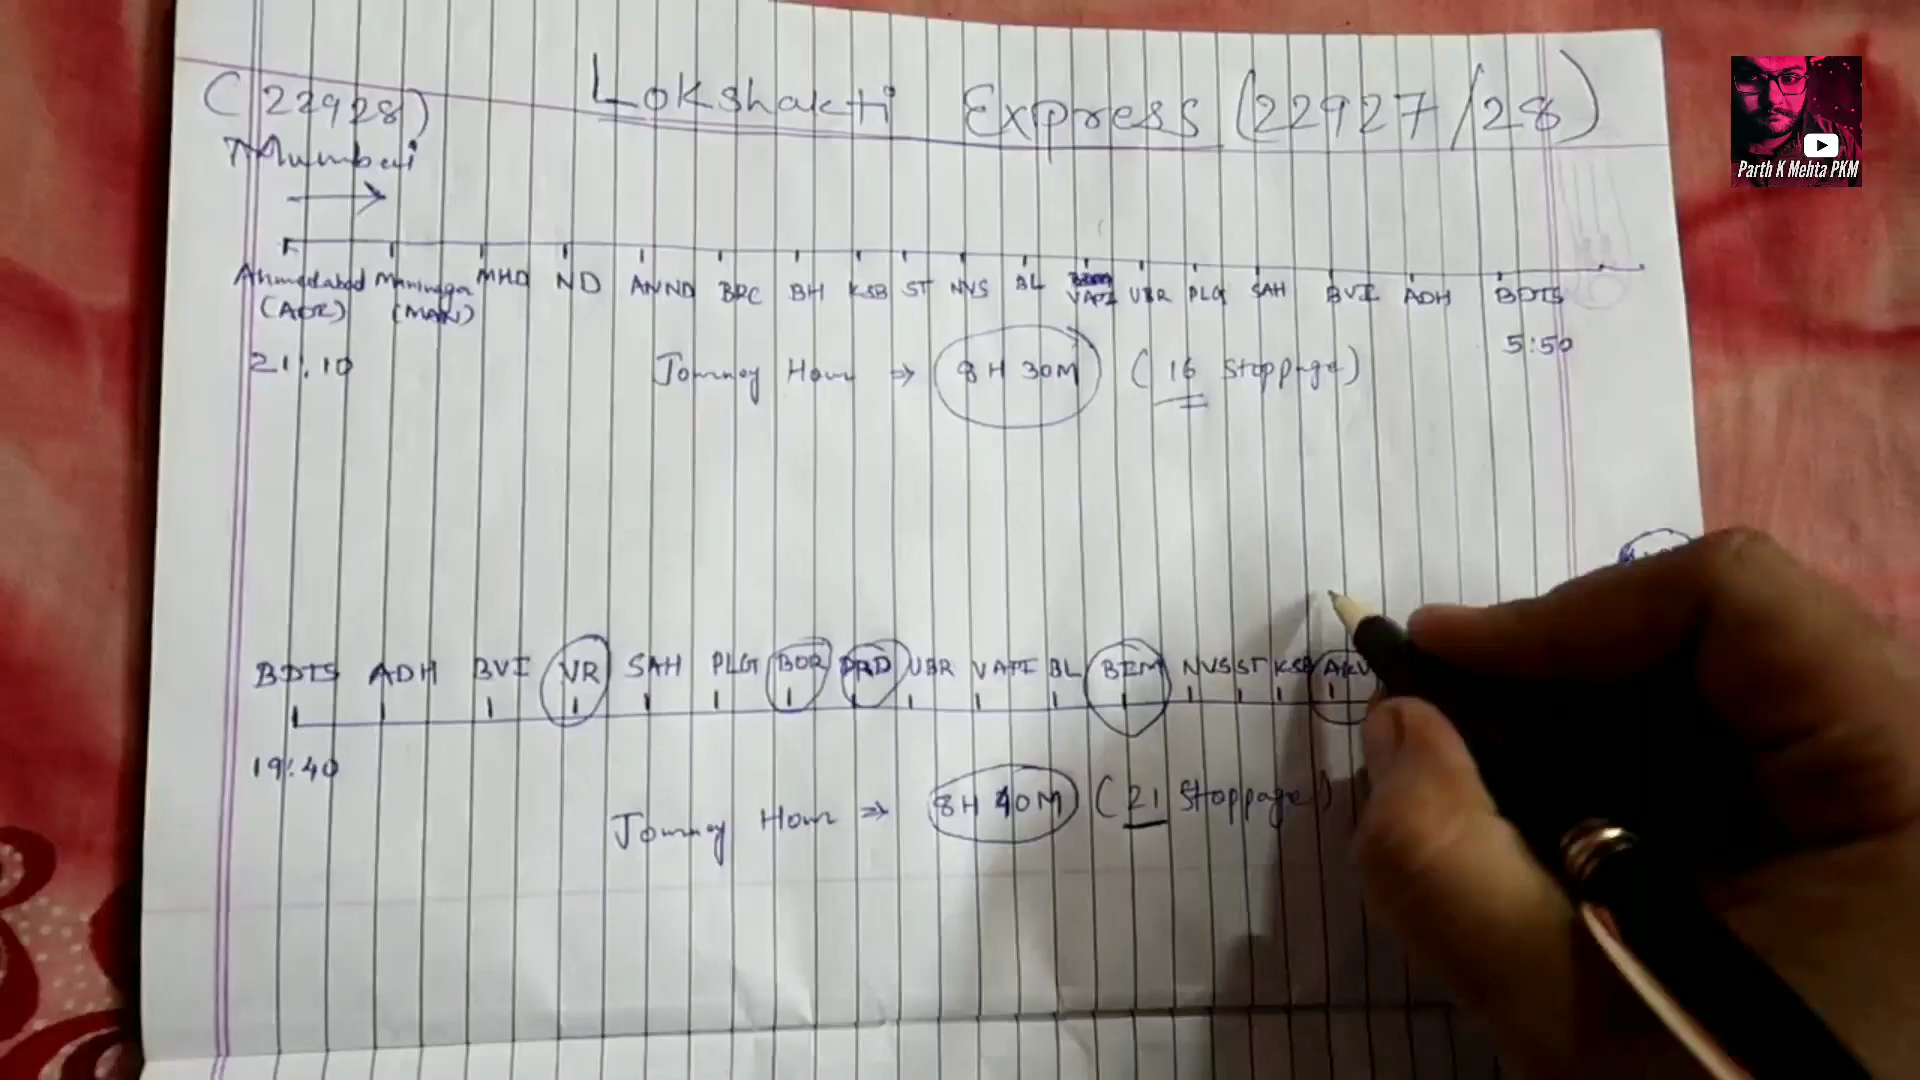 (22928) Lokshakti Express (22927/28)
Mumbai
Ahmedabad Maninagar MHD ND ANND BRC BH KSB ST NVS BL VAPI UBR PLG SAH BVI ADH BDTS
(ADI) (MAN)
21:10 5:50
Journey Hour ⇒ 8H 30M (16 Stoppage)
BDTS ADH BVI VR SAH PLG BOR DRD UBR VAPI BL BIM NVS ST KSB AKV
19:40
Journey Hour ⇒ 8H 40M (21 Stoppage)
Parth K Mehta PKM